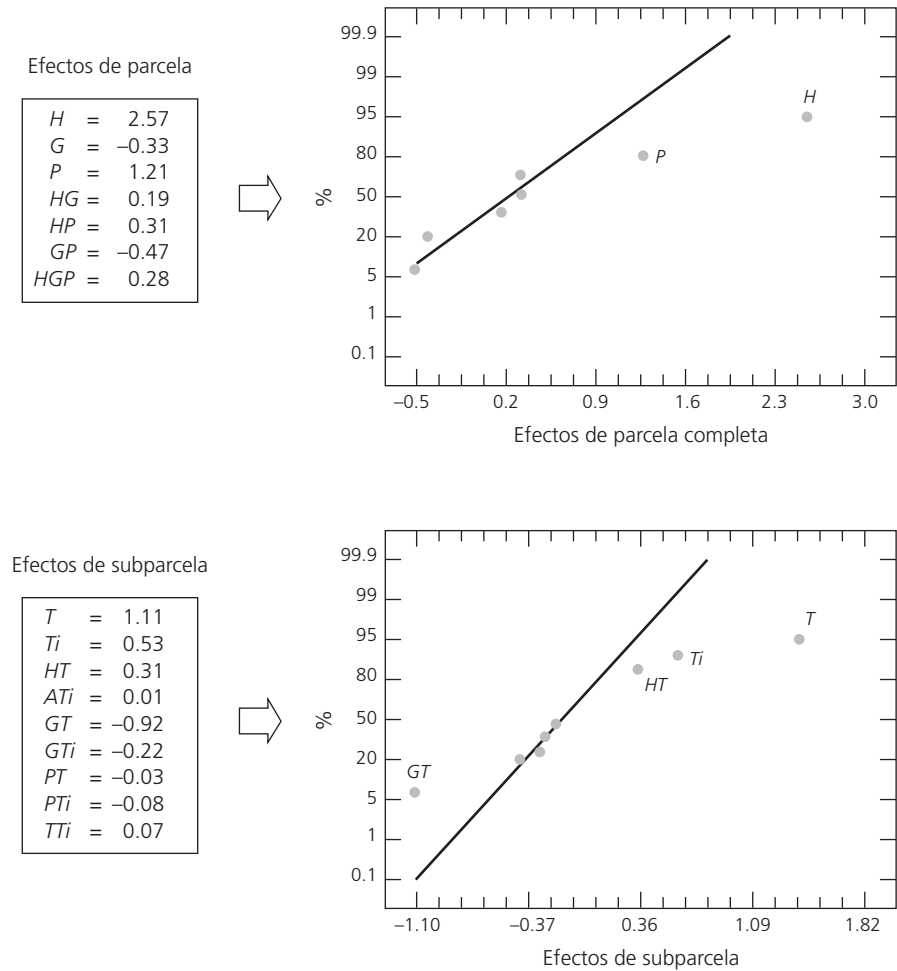 Efectos de parcela
H = 2.57
G = –0.33
P = 1.21
HG = 0.19
HP = 0.31
GP = –0.47
HGP = 0.28
99.9
99
95
80
50
20
5
1
0.1
%
H
P
–0.5 0.2 0.9 1.6 2.3 3.0
Efectos de parcela completa
Efectos de subparcela
T = 1.11
Ti = 0.53
HT = 0.31
ATi = 0.01
GT = –0.92
GTi = –0.22
PT = –0.03
PTi = –0.08
TTi = 0.07
99.9
99
95
80
50
20
5
1
0.1
%
T
Ti
HT
GT
–1.10 –0.37 0.36 1.09 1.82
Efectos de subparcela